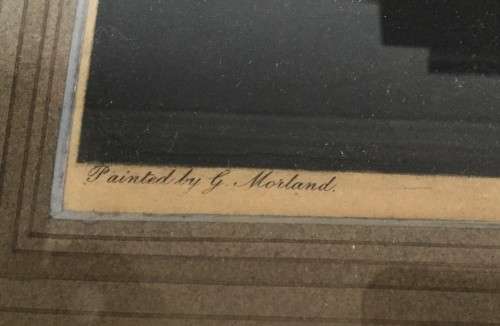 Painted by G. Morland.